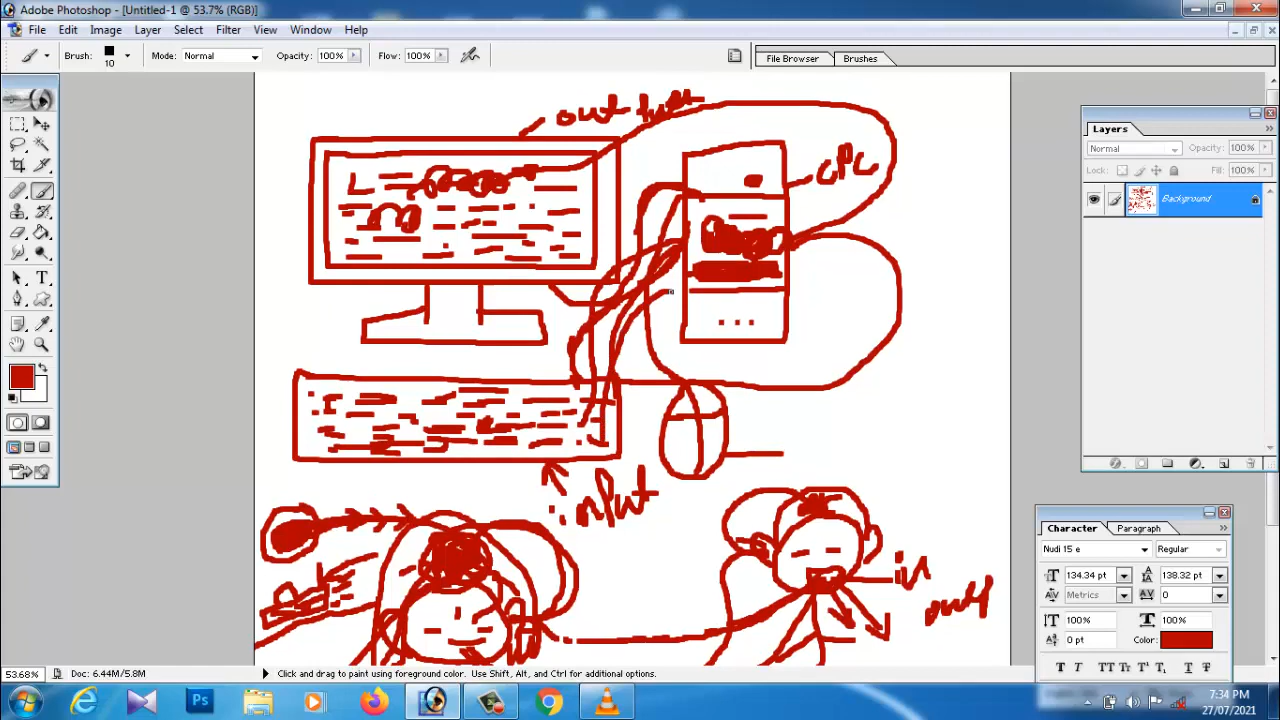 Adobe Photoshop - [Untitled-1 @ 53.7% (RGB)]
File Edit Image Layer Select Filter View Window Help
Brush: 10 Mode: Normal Opacity: 100% Flow: 100% File Browser Brushes
Layers
Normal Opacity: 100%
Lock: Fill: 100%
Background
out
CPU
input
in
out
Character Paragraph
Nudi 15 e Regular
134.34 pt 138.32 pt
Metrics 0
100% 100%
0 pt Color:
53.68% Doc: 6.44M/5.8M Click and drag to paint using foreground color. Use Shift, Alt, and Ctrl for additional options.
Ps
7:34 PM
27/07/2021